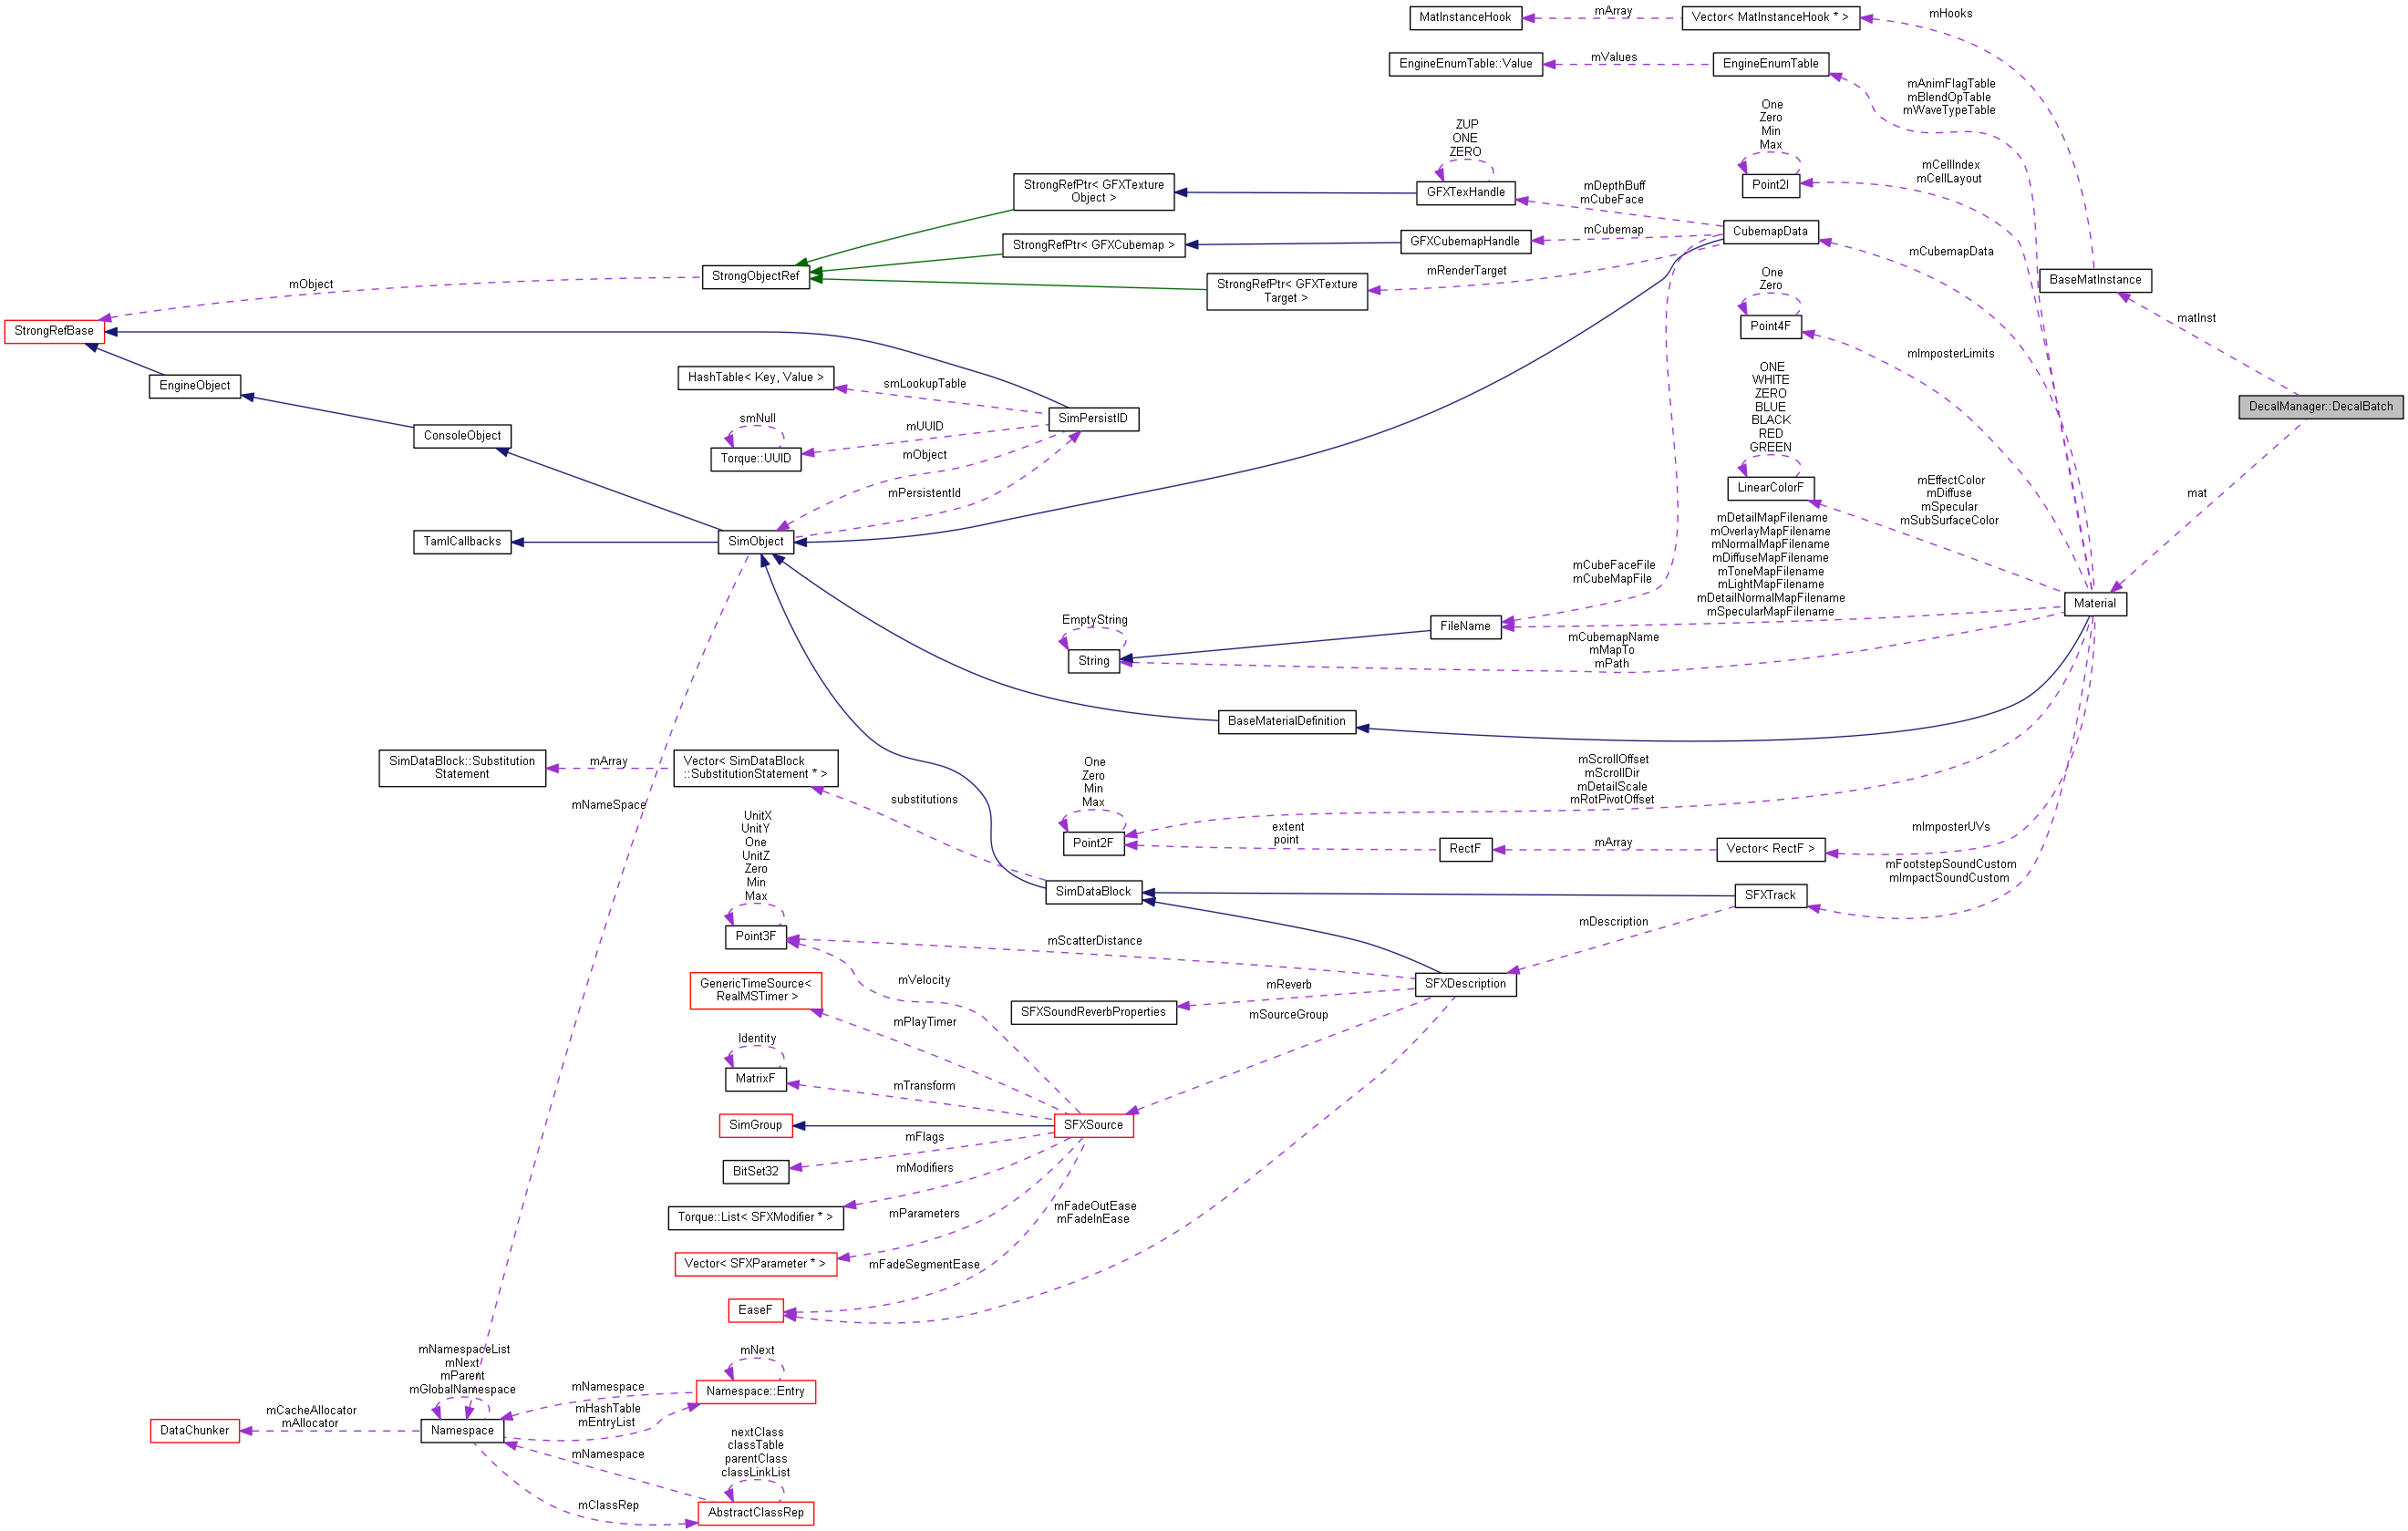 MatInstanceHook
mArray
Vector< MatInstanceHook * >
mHooks
EngineEnumTable::Value
mValues
EngineEnumTable
mAnimFlagTable
mBlendOpTable
mWaveTypeTable
One
Zero
Min
Max
Point2I
mCellIndex
mCellLayout
ZUP
ONE
ZERO
GFXTexHandle
StrongRefPtr< GFXTexture
Object >
mDepthBuff
mCubeFace
CubemapData
mCubemapData
StrongRefPtr< GFXCubemap >
GFXCubemapHandle
mCubemap
StrongObjectRef
mObject
StrongRefPtr< GFXTexture
Target >
mRenderTarget
BaseMatInstance
matInst
One
Zero
Point4F
mImposterLimits
StrongRefBase
EngineObject
HashTable< Key, Value >
smLookupTable
SimPersistID
ONE
WHITE
ZERO
BLUE
BLACK
RED
GREEN
LinearColorF
DecalManager::DecalBatch
ConsoleObject
smNull
Torque::UUID
mUUID
mObject
mPersistentId
mEffectColor
mDiffuse
mSpecular
mSubSurfaceColor
mat
TamlCallbacks
SimObject
mDetailMapFilename
mOverlayMapFilename
mNormalMapFilename
mDiffuseMapFilename
mToneMapFilename
mLightMapFilename
mDetailNormalMapFilename
mSpecularMapFilename
mCubeFaceFile
mCubeMapFile
Material
EmptyString
String
FileName
mCubemapName
mMapTo
mPath
BaseMaterialDefinition
SimDataBlock::Substitution
Statement
mArray
Vector< SimDataBlock
::SubstitutionStatement * >
mNameSpace
substitutions
One
Zero
Min
Max
Point2F
mScrollOffset
mScrollDir
mDetailScale
mRotPivotOffset
extent
point
RectF
mArray
Vector< RectF >
mImposterUVs
UnitX
UnitY
One
UnitZ
Zero
Min
Max
Point3F
SimDataBlock
SFXTrack
mFootstepSoundCustom
mImpactSoundCustom
mDescription
mScatterDistance
mVelocity
SFXDescription
GenericTimeSource<
RealMSTimer >
mPlayTimer
SFXSoundReverbProperties
mReverb
mSourceGroup
Identity
MatrixF
mTransform
SimGroup
SFXSource
mFlags
BitSet32
mModifiers
Torque::List< SFXModifier * >
mParameters
mFadeOutEase
mFadeInEase
Vector< SFXParameter * >
mFadeSegmentEase
EaseF
mNamespaceList
mNext
mParent
mGlobalNamespace
mNext
mNamespace
Namespace::Entry
mHashTable
mEntryList
mCacheAllocator
mAllocator
DataChunker
Namespace
mNamespace
nextClass
classTable
parentClass
classLinkList
mClassRep
AbstractClassRep